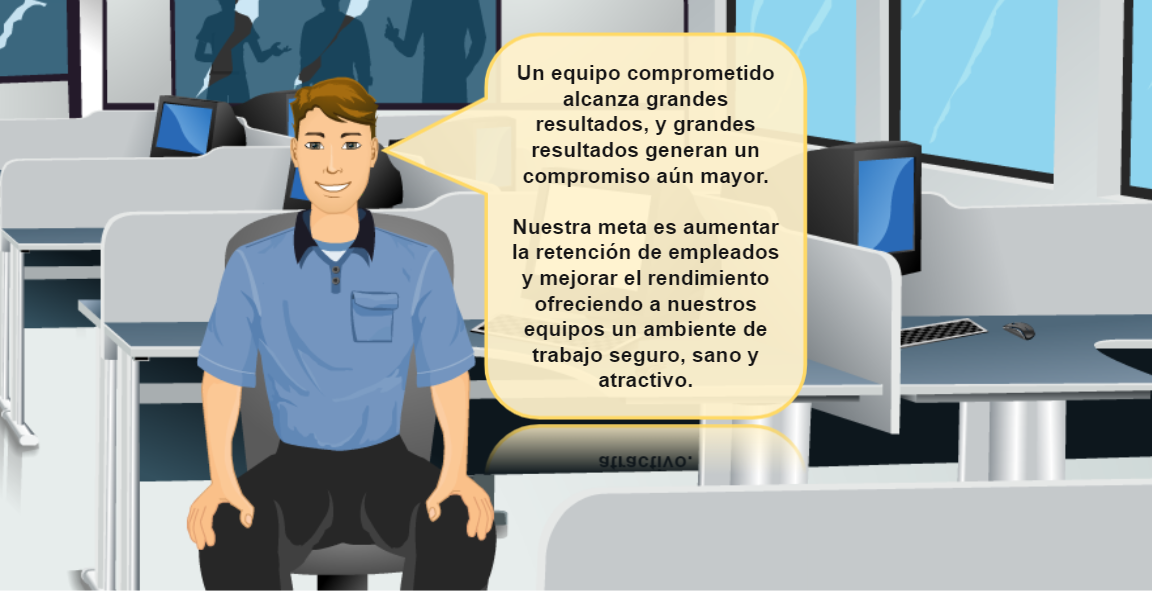 Un equipo comprometido
alcanza grandes
resultados, y grandes
resultados generan un
compromiso aún mayor.
Nuestra meta es aumentar
la retención de empleados
y mejorar el rendimiento
ofreciendo a nuestros
equipos un ambiente de
trabajo seguro, sano y
atractivo.